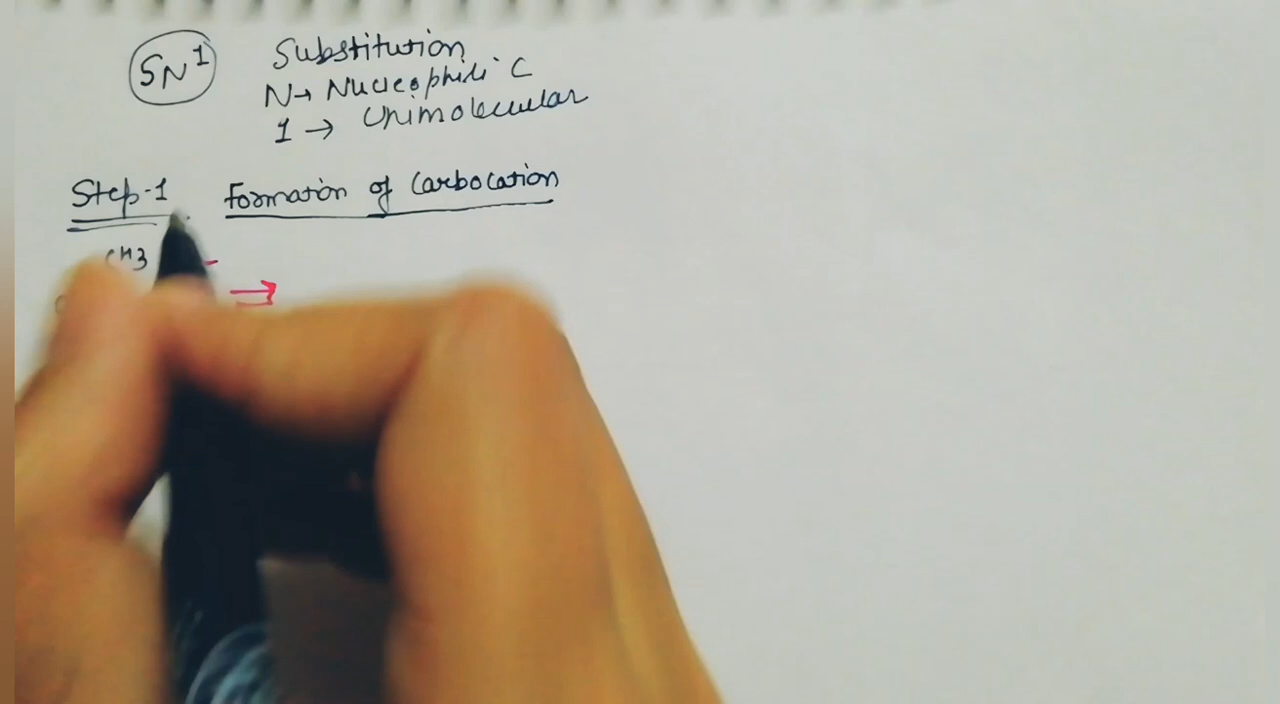 SN1
Substitution
N→ Nucleophilic
1 → Unimolecular
Step-1 Formation of Carbocation
CH3